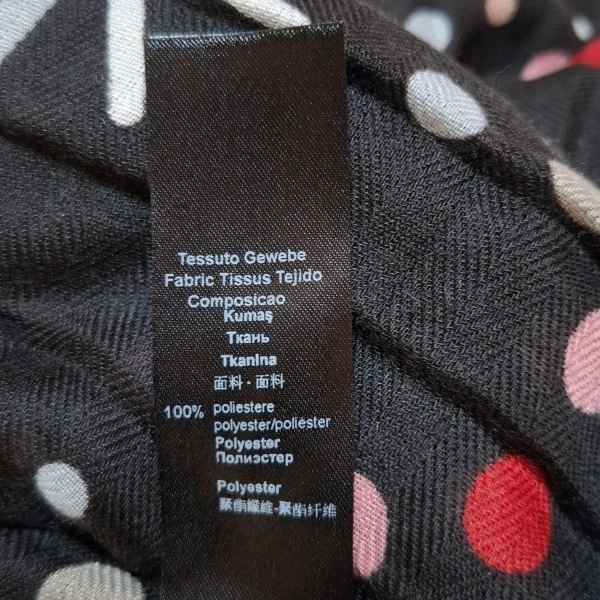 Tessuto Gewebe
Fabric Tissus Tejido
Composicao
Kumaş
Ткань
Tkanina
面料·面料
100% poliestere
polyester/poliéster
Polyester
Полиэстер
Polyester
聚酯纖維-聚酯纤维